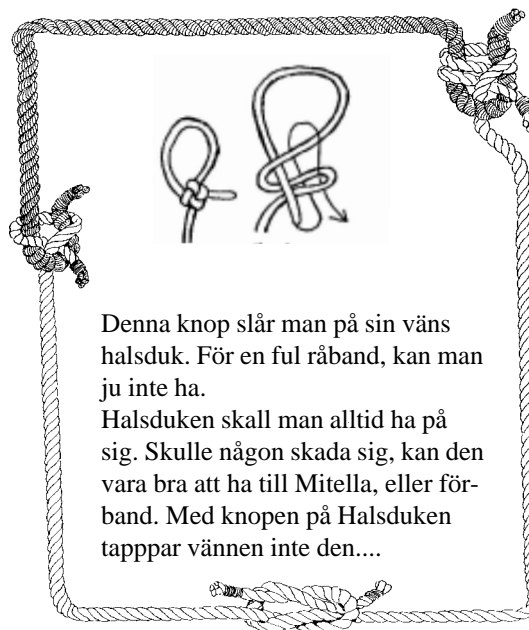 Denna knop slår man på sin väns
halsduk. För en ful råband, kan man
ju inte ha.
Halsduken skall man alltid ha på
sig. Skulle någon skada sig, kan den
vara bra att ha till Mitella, eller för-
band. Med knopen på Halsduken
tapppar vännen inte den....